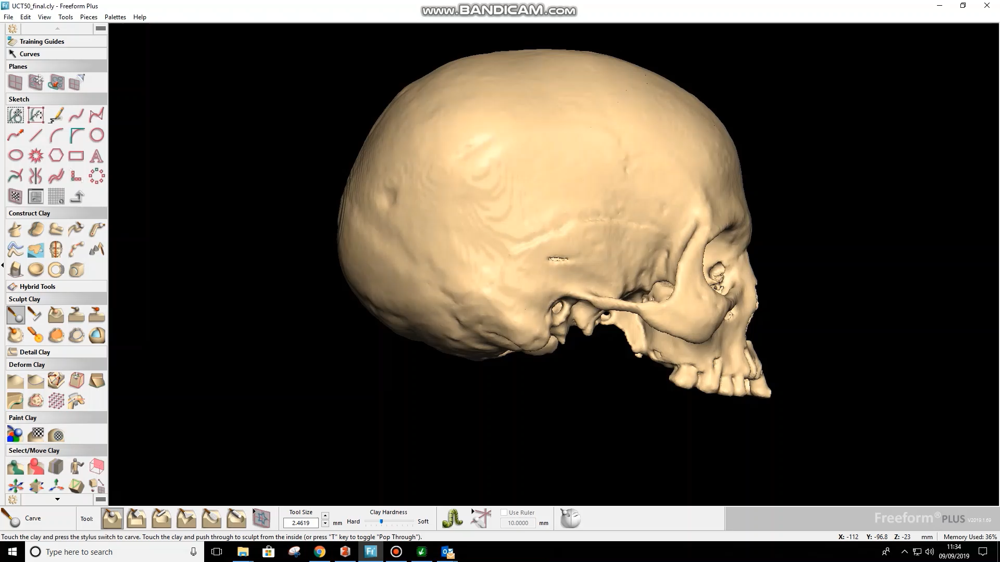 UCT50_final.cly - Freeform Plus
www.BANDICAM.com
File Edit View Tools Pieces Palettes Help
Training Guides
Curves
Planes
Sketch
Construct Clay
Hybrid Tools
Sculpt Clay
Detail Clay
Deform Clay
Paint Clay
Select/Move Clay
Carve
Tool:
Tool Size
2.4619 mm
Clay Hardness
Hard Soft
Use Ruler
10.0000 mm
Freeform® PLUS V2019.1.69
Touch the clay and press the stylus switch to carve. Touch the clay and push through to sculpt from the inside (or press "T" key to toggle "Pop Through").
X: -112 Y: -96.8 Z: -23 mm Memory Used: 36%
Type here to search
11:34
09/09/2019